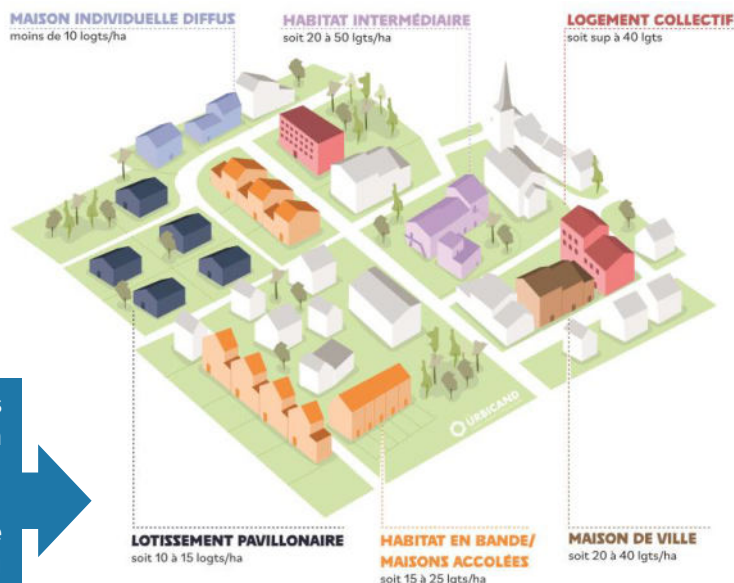 MAISON INDIVIDUELLE DIFFUS
moins de 10 logts/ha
HABITAT INTERMÉDIAIRE
soit 20 à 50 lgts/ha
LOGEMENT COLLECTIF
soit sup à 40 lgts
URBICAND
LOTISSEMENT PAVILLONAIRE
soit 10 à 15 logts/ha
HABITAT EN BANDE/
MAISONS ACCOLÉES
soit 15 à 25 lgts/ha
MAISON DE VILLE
soit 20 à 40 lgts/ha